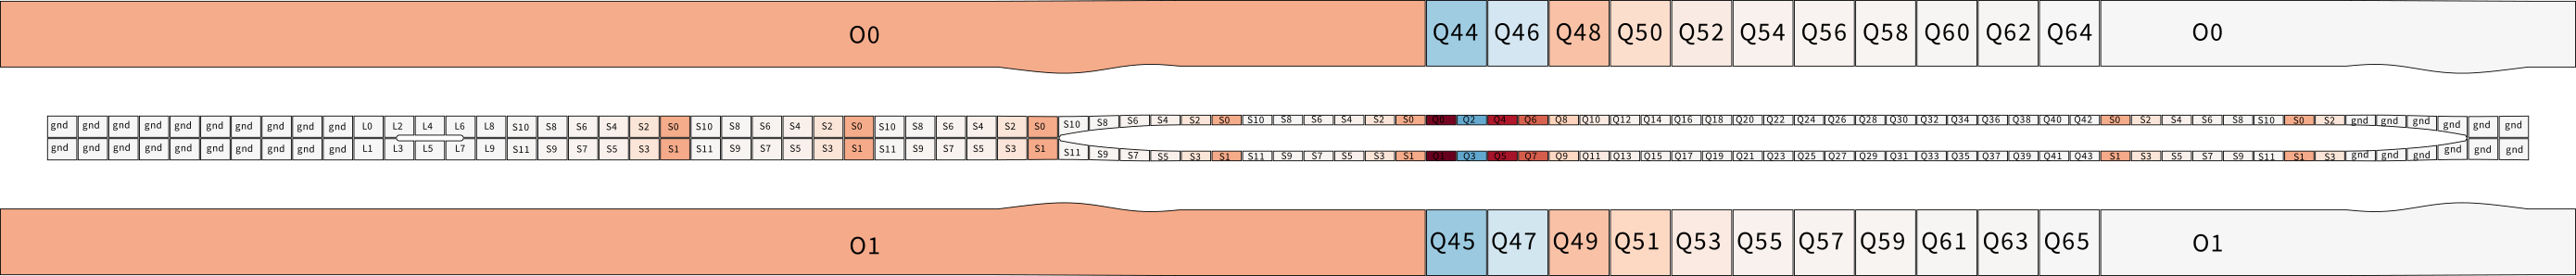 O0 Q44 Q46 Q48 Q50 Q52 Q54 Q56 Q58 Q60 Q62 Q64 O0
gnd gnd gnd gnd gnd gnd gnd gnd gnd gnd L0 L2 L4 L6 L8 S10 S8 S6 S4 S2 S0 S10 S8 S6 S4 S2 S0 S10 S8 S6 S4 S2 S0 S10 S8 S6 S4 S2 S0 S10 S8 S6 S4 S2 S0 Q0 Q2 Q4 Q6 Q8 Q10 Q12 Q14 Q16 Q18 Q20 Q22 Q24 Q26 Q28 Q30 Q32 Q34 Q36 Q38 Q40 Q42 S0 S2 S4 S6 S8 S10 S0 S2 gnd gnd gnd gnd gnd gnd
gnd gnd gnd gnd gnd gnd gnd gnd gnd gnd L1 L3 L5 L7 L9 S11 S9 S7 S5 S3 S1 S11 S9 S7 S5 S3 S1 S11 S9 S7 S5 S3 S1 S11 S9 S7 S5 S3 S1 S11 S9 S7 S5 S3 S1 Q1 Q3 Q5 Q7 Q9 Q11 Q13 Q15 Q17 Q19 Q21 Q23 Q25 Q27 Q29 Q31 Q33 Q35 Q37 Q39 Q41 Q43 S1 S3 S5 S7 S9 S11 S1 S3 gnd gnd gnd gnd gnd gnd
O1 Q45 Q47 Q49 Q51 Q53 Q55 Q57 Q59 Q61 Q63 Q65 O1